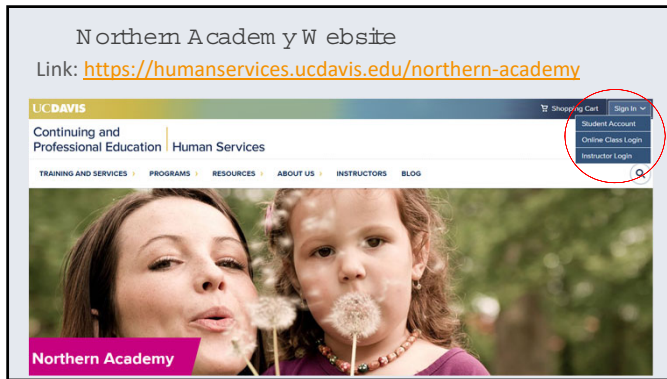 Northern Academy Website
Link: https://humanservices.ucdavis.edu/northern-academy
UCDAVIS
Shopping Cart
Sign In
Student Account
Online Class Login
Instructor Login
Continuing and
Professional Education
Human Services
TRAINING AND SERVICES
PROGRAMS
RESOURCES
ABOUT US
INSTRUCTORS
BLOG
Northern Academy